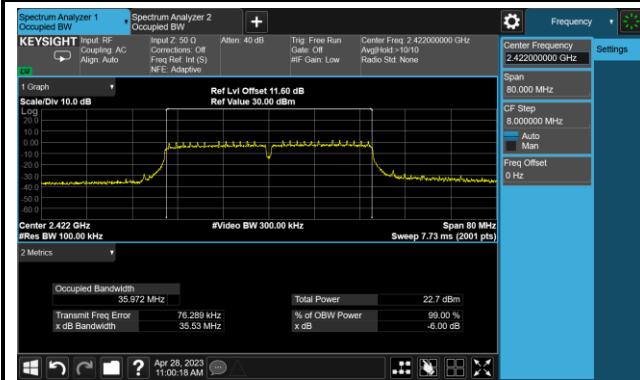 Spectrum Analyzer 1
Occupied BW
Spectrum Analyzer 2
Occupied BW
+
Frequency
KEYSIGHT
Input: RF
Coupling: AC
Align: Auto
Input Z: 50 Ω
Corrections: Off
Freq Ref: Int (S)
NFE: Adaptive
Atten: 40 dB
Trig: Free Run
Gate: Off
#IF Gain: Low
Center Freq: 2.422000000 GHz
Avg|Hold:>10/10
Radio Std: None
Center Frequency
2.422000000 GHz
Settings
Span
80.000 MHz
CF Step
8.000000 MHz
Auto
Man
Freq Offset
0 Hz
1 Graph
Scale/Div 10.0 dB
Ref Lvl Offset 11.60 dB
Ref Value 30.00 dBm
Log
20.0
10.0
0.00
-10.0
-20.0
-30.0
-40.0
-50.0
-60.0
Center 2.422 GHz
#Res BW 100.00 kHz
#Video BW 300.00 kHz
Span 80 MHz
Sweep 7.73 ms (2001 pts)
2 Metrics
Occupied Bandwidth
35.972 MHz
Total Power 22.7 dBm
Transmit Freq Error 76.289 kHz
% of OBW Power 99.00 %
x dB Bandwidth 35.53 MHz
x dB -6.00 dB
?
Apr 28, 2023
11:00:18 AM